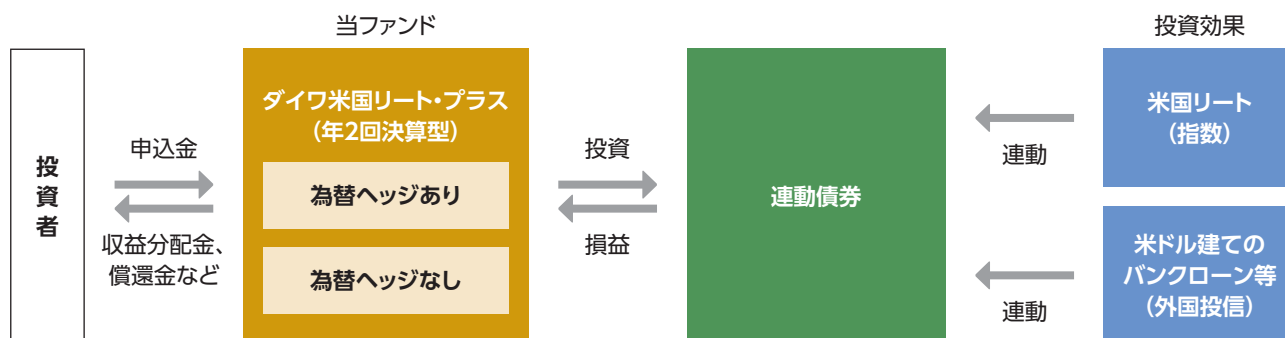 当ファンド
投資効果
投資者
申込金
収益分配金、
償還金など
ダイワ米国リート・プラス
（年2回決算型）
為替ヘッジあり
為替ヘッジなし
投資
損益
連動債券
連動
連動
米国リート
（指数）
米ドル建ての
バンクローン等
（外国投信）